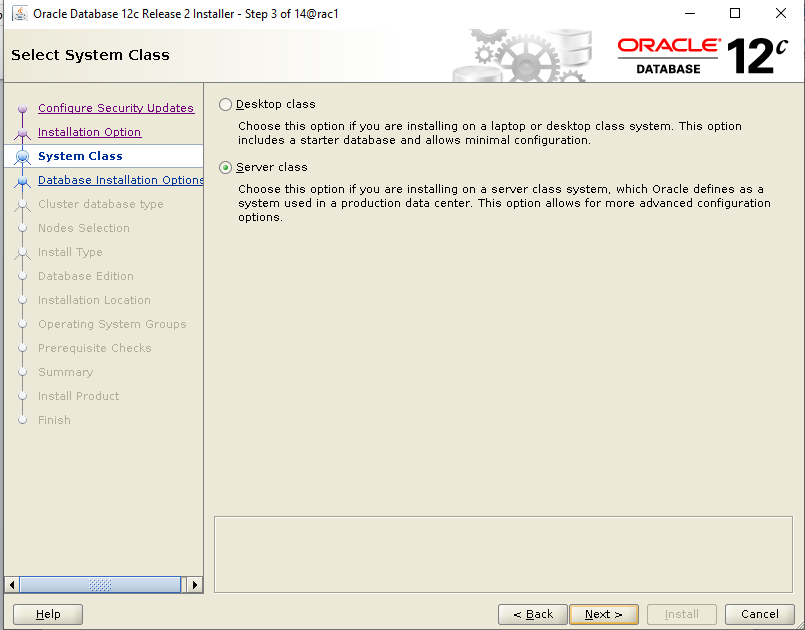 Oracle Database 12c Release 2 Installer - Step 3 of 14@rac1
Select System Class
ORACLE®
DATABASE
12c
Configure Security Updates
Installation Option
System Class
Database Installation Options
Cluster database type
Nodes Selection
Install Type
Database Edition
Installation Location
Operating System Groups
Prerequisite Checks
Summary
Install Product
Finish
Desktop class
Choose this option if you are installing on a laptop or desktop class system. This option
includes a starter database and allows minimal configuration.
Server class
Choose this option if you are installing on a server class system, which Oracle defines as a
system used in a production data center. This option allows for more advanced configuration
options.
Help
< Back
Next >
Install
Cancel